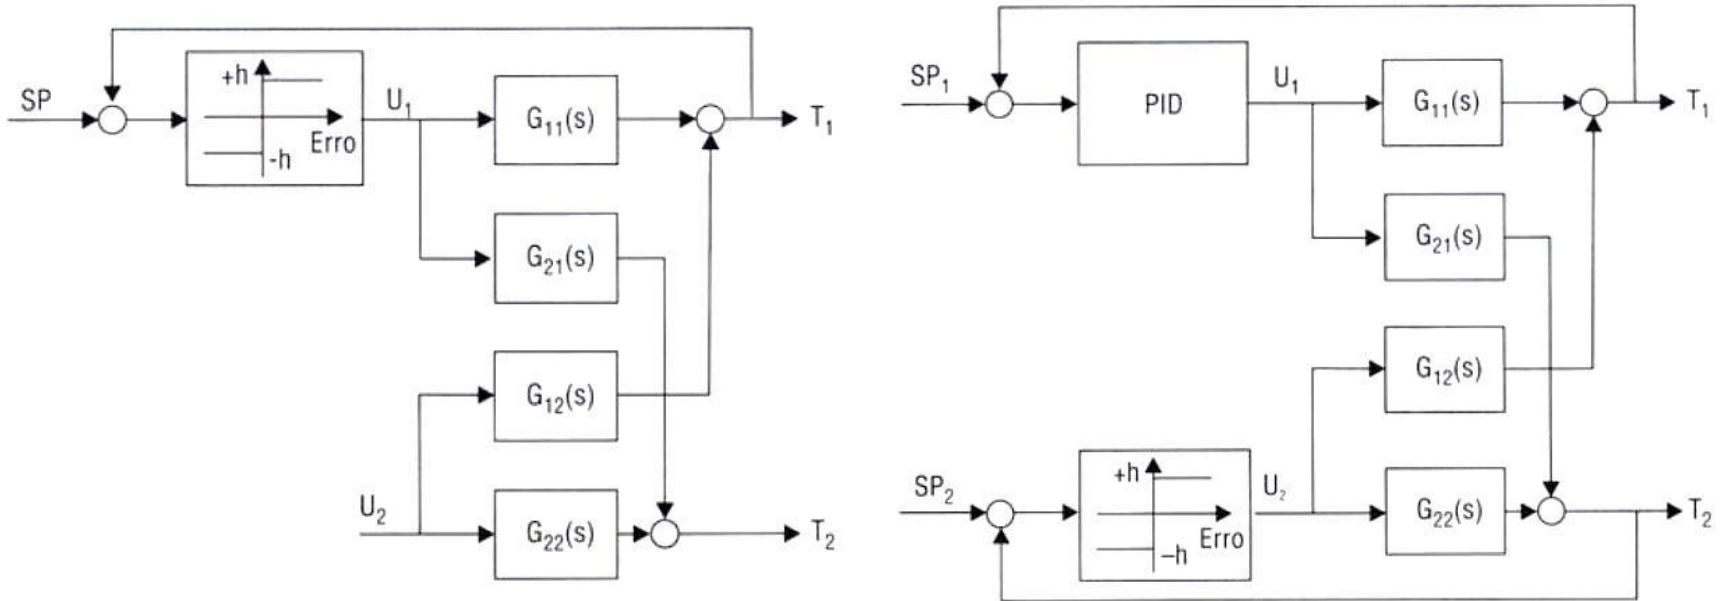 SP
+h
-h
Erro
U₁
G₁₁(s)
T₁
G₂₁(s)
G₁₂(s)
U₂
G₂₂(s)
T₂
SP₁
PID
U₁
G₁₁(s)
T₁
G₂₁(s)
G₁₂(s)
SP₂
+h
–h
Erro
U₂
G₂₂(s)
T₂